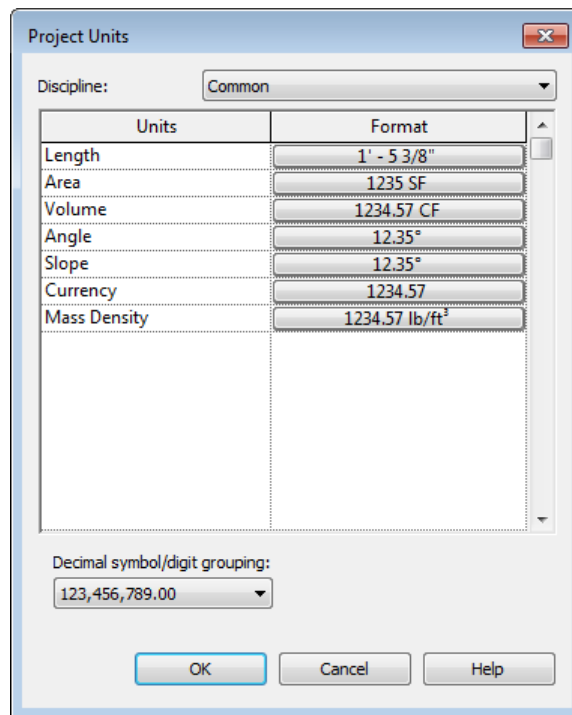 Project Units
Discipline: Common
Units Format
Length 1' - 5 3/8"
Area 1235 SF
Volume 1234.57 CF
Angle 12.35°
Slope 12.35°
Currency 1234.57
Mass Density 1234.57 lb/ft³
Decimal symbol/digit grouping:
123,456,789.00
OK Cancel Help